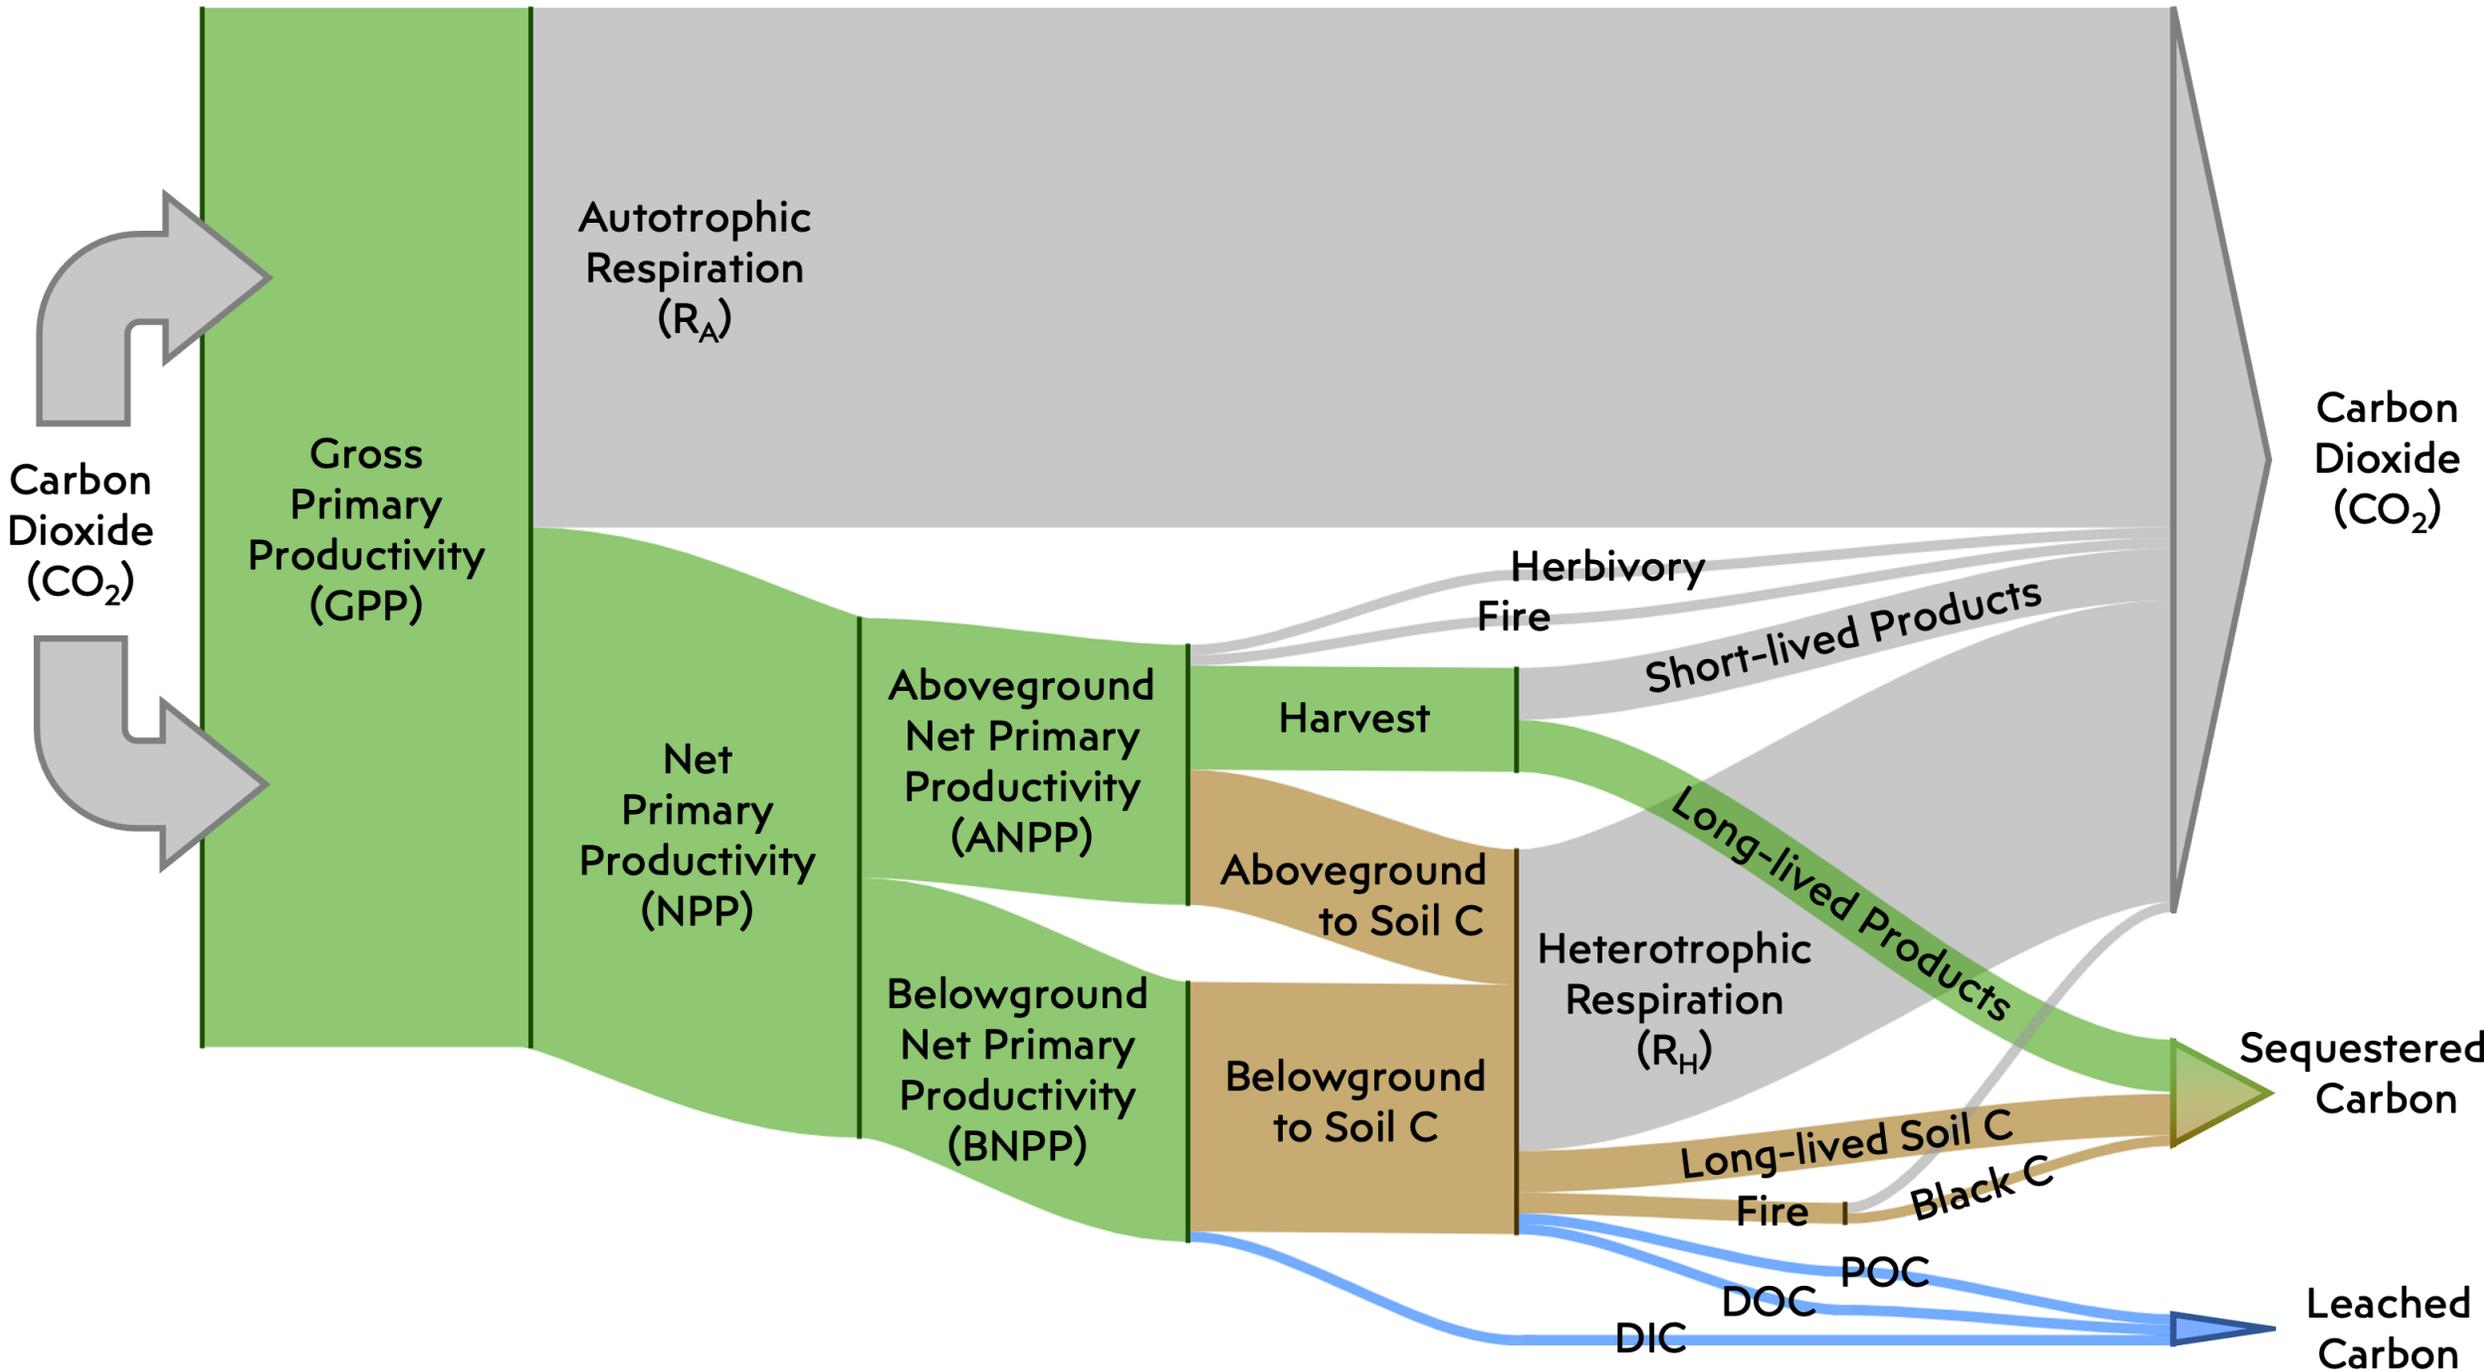 Carbon
Dioxide
(CO₂)
Gross
Primary
Productivity
(GPP)
Autotrophic
Respiration
(R_A)
Net
Primary
Productivity
(NPP)
Aboveground
Net Primary
Productivity
(ANPP)
Belowground
Net Primary
Productivity
(BNPP)
Herbivory
Fire
Harvest
Short-lived Products
Aboveground
to Soil C
Belowground
to Soil C
Long-lived Products
Heterotrophic
Respiration
(R_H)
Long-lived Soil C
Fire
Black C
POC
DOC
DIC
Carbon
Dioxide
(CO₂)
Sequestered
Carbon
Leached
Carbon